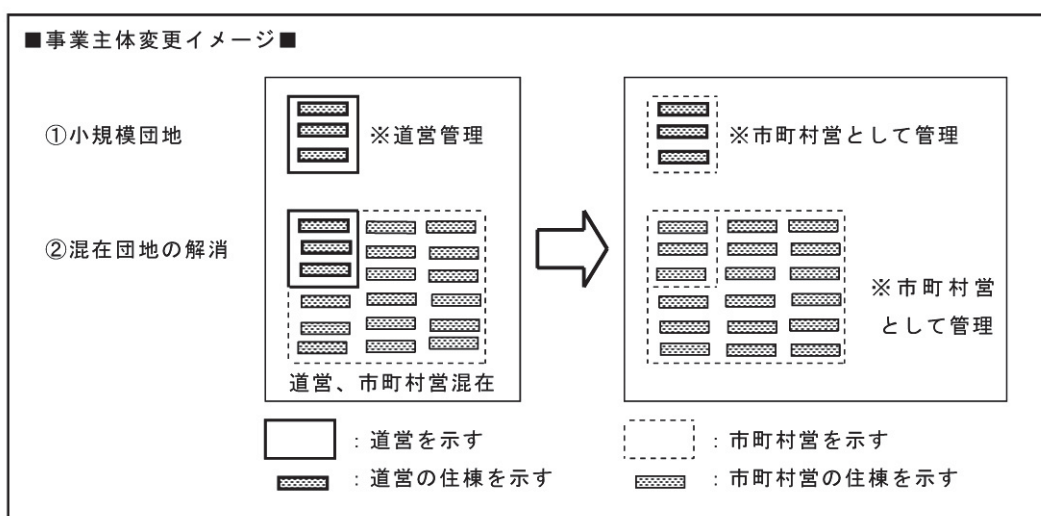 ■事業主体変更イメージ■
①小規模団地
※道営管理
※市町村営として管理
②混在団地の解消
道営、市町村営混在
※市町村営
として管理
：道営を示す
：市町村営を示す
：道営の住棟を示す
：市町村営の住棟を示す